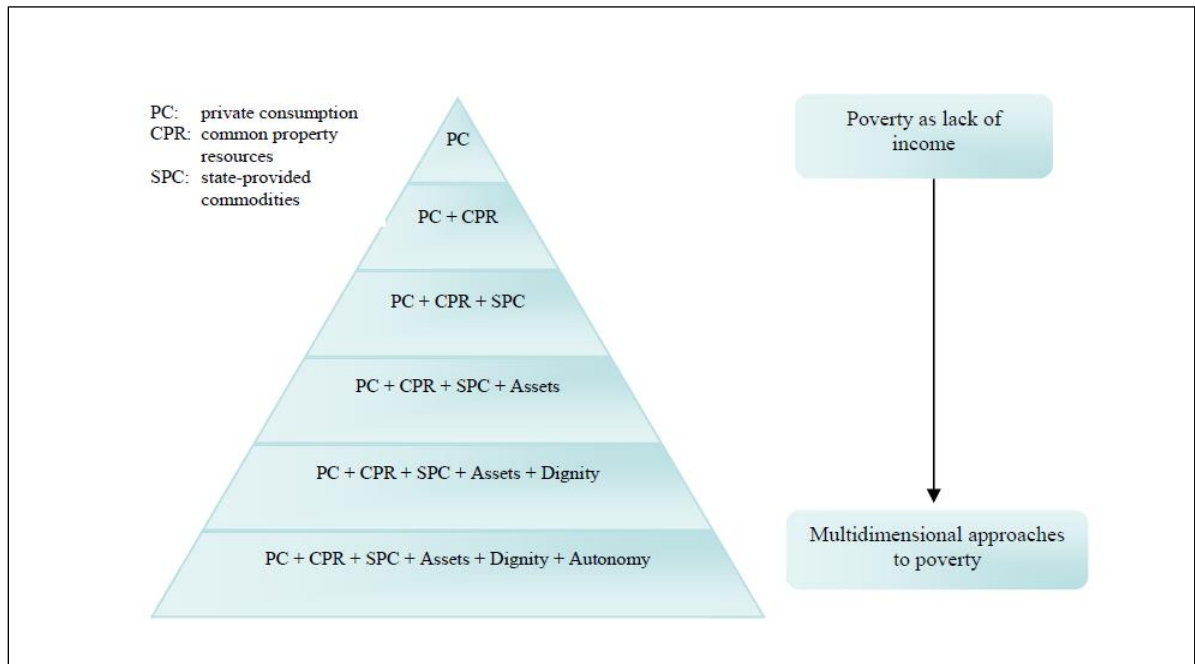 PC: private consumption
CPR: common property
resources
SPC: state-provided
commodities
PC
PC + CPR
PC + CPR + SPC
PC + CPR + SPC + Assets
PC + CPR + SPC + Assets + Dignity
PC + CPR + SPC + Assets + Dignity + Autonomy
Poverty as lack of
income
Multidimensional approaches
to poverty